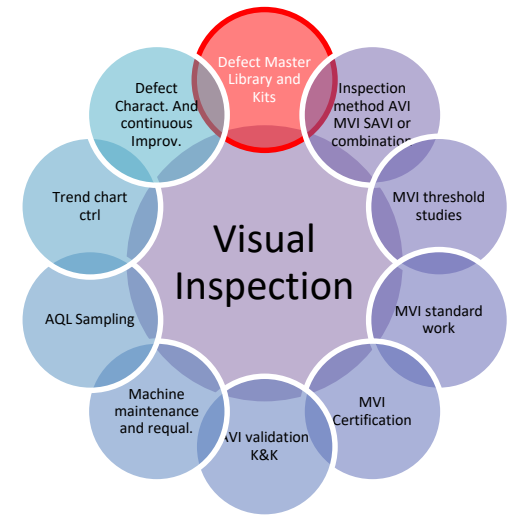 Defect Master
Library and
Kits
Inspection
method AVI
MVI SAVI or
combination
MVI threshold
studies
MVI standard
work
MVI
Certification
AVI validation
K&K
Machine
maintenance
and requal.
AQL Sampling
Trend chart
ctrl
Defect
Charact. And
continuous
Improv.
Visual
Inspection